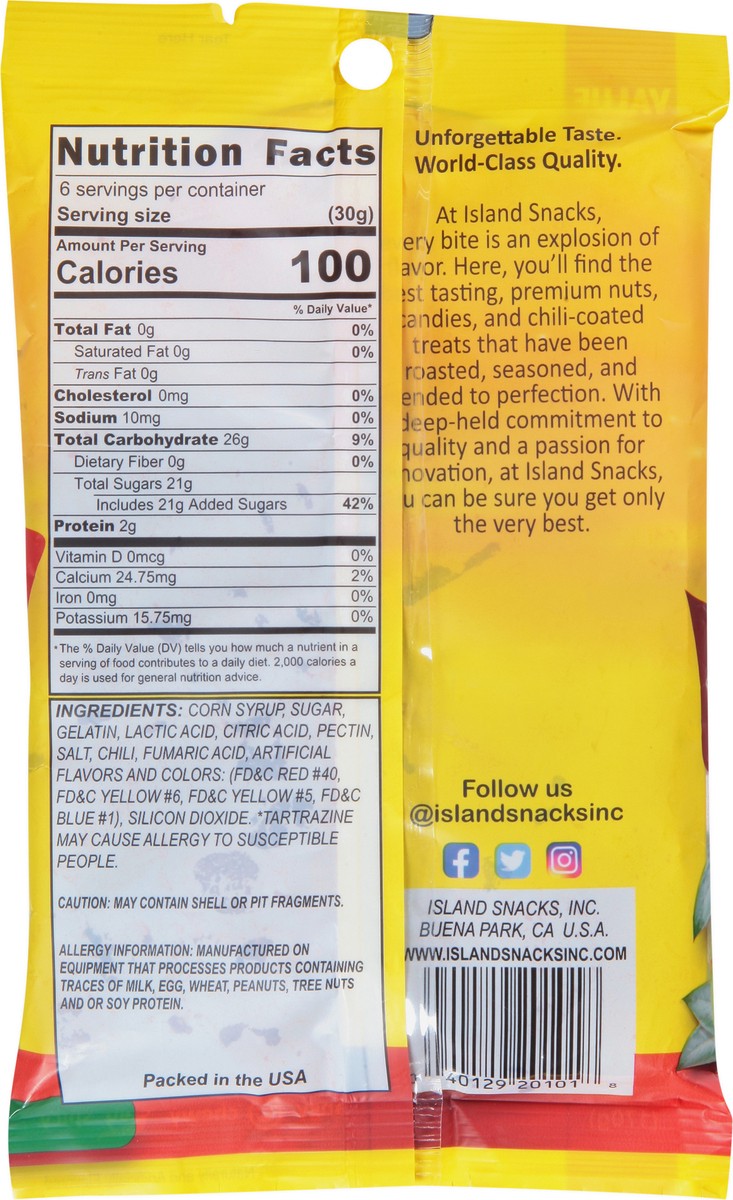 Nutrition Facts
6 servings per container
Serving size (30g)
Amount Per Serving
Calories 100
% Daily Value*
Total Fat 0g 0%
Saturated Fat 0g 0%
Trans Fat 0g
Cholesterol 0mg 0%
Sodium 10mg 0%
Total Carbohydrate 26g 9%
Dietary Fiber 0g 0%
Total Sugars 21g
Includes 21g Added Sugars 42%
Protein 2g
Vitamin D 0mcg 0%
Calcium 24.75mg 2%
Iron 0mg 0%
Potassium 15.75mg 0%
*The % Daily Value (DV) tells you how much a nutrient in a
serving of food contributes to a daily diet. 2,000 calories a
day is used for general nutrition advice.
INGREDIENTS: CORN SYRUP, SUGAR,
GELATIN, LACTIC ACID, CITRIC ACID, PECTIN,
SALT, CHILI, FUMARIC ACID, ARTIFICIAL
FLAVORS AND COLORS: (FD&C RED #40,
FD&C YELLOW #6, FD&C YELLOW #5, FD&C
BLUE #1), SILICON DIOXIDE. *TARTRAZINE
MAY CAUSE ALLERGY TO SUSCEPTIBLE
PEOPLE.
CAUTION: MAY CONTAIN SHELL OR PIT FRAGMENTS.
ALLERGY INFORMATION: MANUFACTURED ON
EQUIPMENT THAT PROCESSES PRODUCTS CONTAINING
TRACES OF MILK, EGG, WHEAT, PEANUTS, TREE NUTS
AND OR SOY PROTEIN.
Packed in the USA
VALUE
Unforgettable Taste.
World-Class Quality.
At Island Snacks,
ery bite is an explosion of
avor. Here, you'll find the
est tasting, premium nuts,
candies, and chili-coated
treats that have been
roasted, seasoned, and
ended to perfection. With
deep-held commitment to
quality and a passion for
novation, at Island Snacks,
u can be sure you get only
the very best.
Follow us
@islandsnacksinc
ISLAND SNACKS, INC.
BUENA PARK, CA U.S.A.
WWW.ISLANDSNACKSINC.COM
40129 20101 8